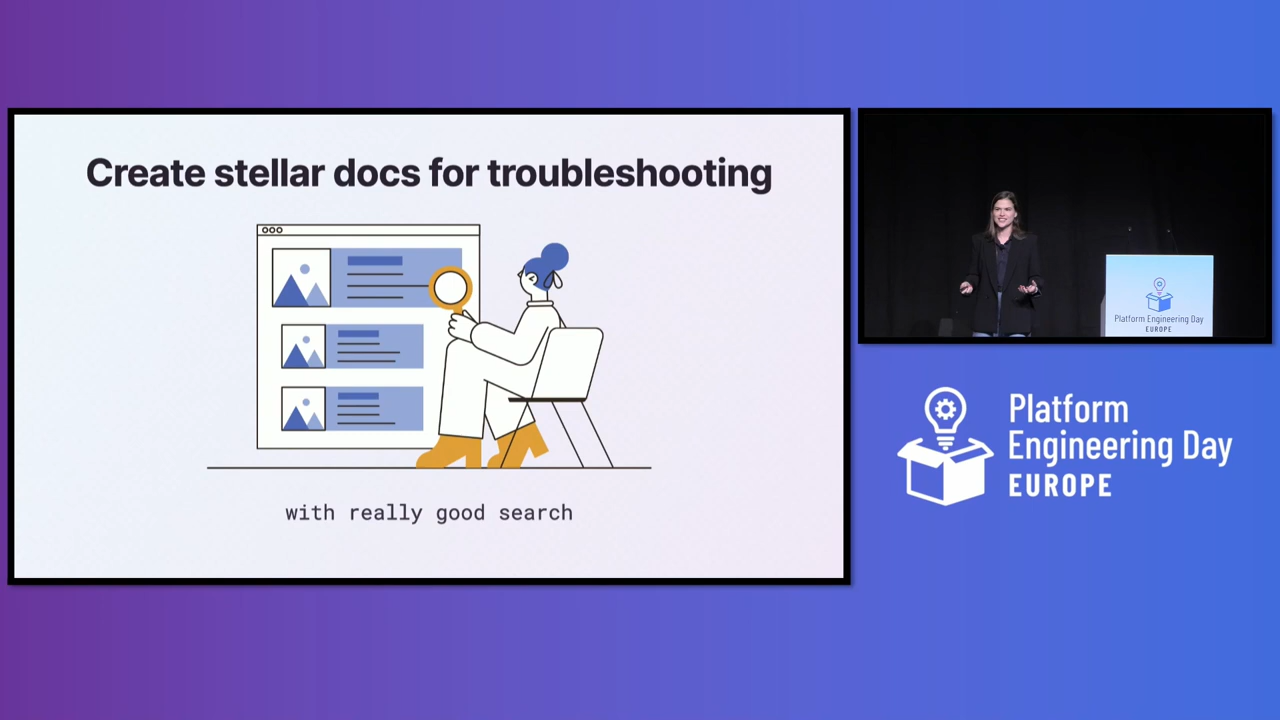 Create stellar docs for troubleshooting
with really good search
Platform Engineering Day
EUROPE
Platform
Engineering Day
EUROPE